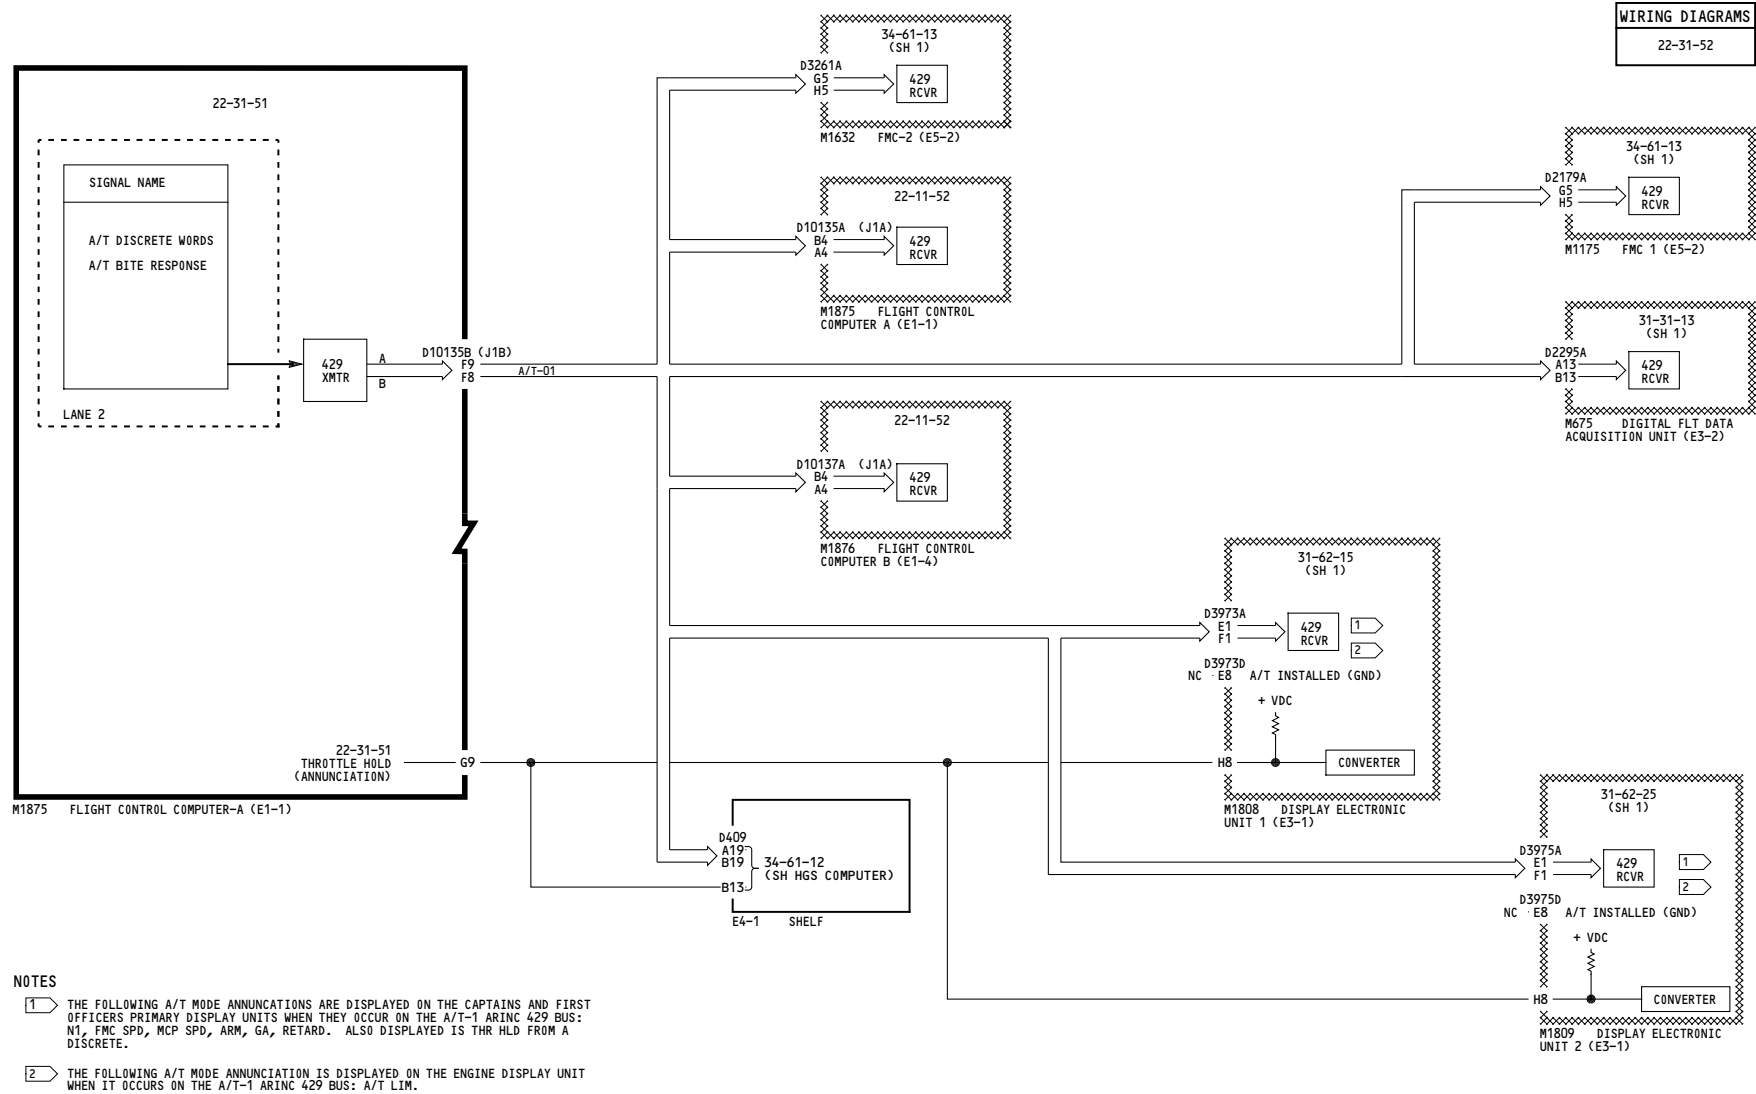 WIRING DIAGRAMS
22-31-52
22-31-51
SIGNAL NAME
A/T DISCRETE WORDS
A/T BITE RESPONSE
LANE 2
429
XMTR
A
B
D10135B (J1B)
F9
F8
A/T-01
22-31-51
THROTTLE HOLD
(ANNUNCIATION)
G9
M1875 FLIGHT CONTROL COMPUTER-A (E1-1)
34-61-13
(SH 1)
D3261A
G5
H5
429
RCVR
M1632 FMC-2 (E5-2)
22-11-52
D10135A (J1A)
B4
A4
429
RCVR
M1875 FLIGHT CONTROL
COMPUTER A (E1-1)
22-11-52
D10137A (J1A)
B4
A4
429
RCVR
M1876 FLIGHT CONTROL
COMPUTER B (E1-4)
34-61-13
(SH 1)
D2179A
G5
H5
429
RCVR
M1175 FMC 1 (E5-2)
31-31-13
(SH 1)
D2295A
A13
B13
429
RCVR
M675 DIGITAL FLT DATA
ACQUISITION UNIT (E3-2)
31-62-15
(SH 1)
D3973A
E1
F1
429
RCVR
1
2
D3973D
NC E8 A/T INSTALLED (GND)
+ VDC
H8
CONVERTER
M1808 DISPLAY ELECTRONIC
UNIT 1 (E3-1)
D409
A19
B19
B13
34-61-12
(SH HGS COMPUTER)
E4-1 SHELF
31-62-25
(SH 1)
D3975A
E1
F1
429
RCVR
1
2
D3975D
NC E8 A/T INSTALLED (GND)
+ VDC
H8
CONVERTER
M1809 DISPLAY ELECTRONIC
UNIT 2 (E3-1)
NOTES
1 THE FOLLOWING A/T MODE ANNUNCATIONS ARE DISPLAYED ON THE CAPTAINS AND FIRST
OFFICERS PRIMARY DISPLAY UNITS WHEN THEY OCCUR ON THE A/T-1 ARINC 429 BUS:
N1, FMC SPD, MCP SPD, ARM, GA, RETARD. ALSO DISPLAYED IS THR HLD FROM A
DISCRETE.
2 THE FOLLOWING A/T MODE ANNUNCIATION IS DISPLAYED ON THE ENGINE DISPLAY UNIT
WHEN IT OCCURS ON THE A/T-1 ARINC 429 BUS: A/T LIM.